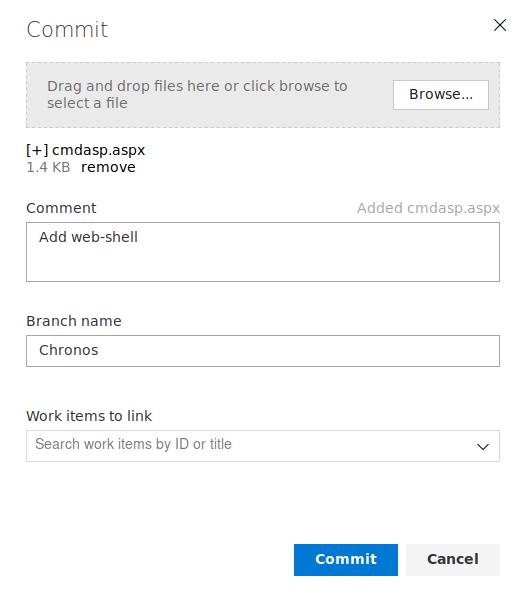 Commit
Drag and drop files here or click browse to
select a file
Browse...
[+] cmdasp.aspx
1.4 KB remove
Comment
Added cmdasp.aspx
Add web-shell
Branch name
Chronos
Work items to link
Search work items by ID or title
Commit
Cancel